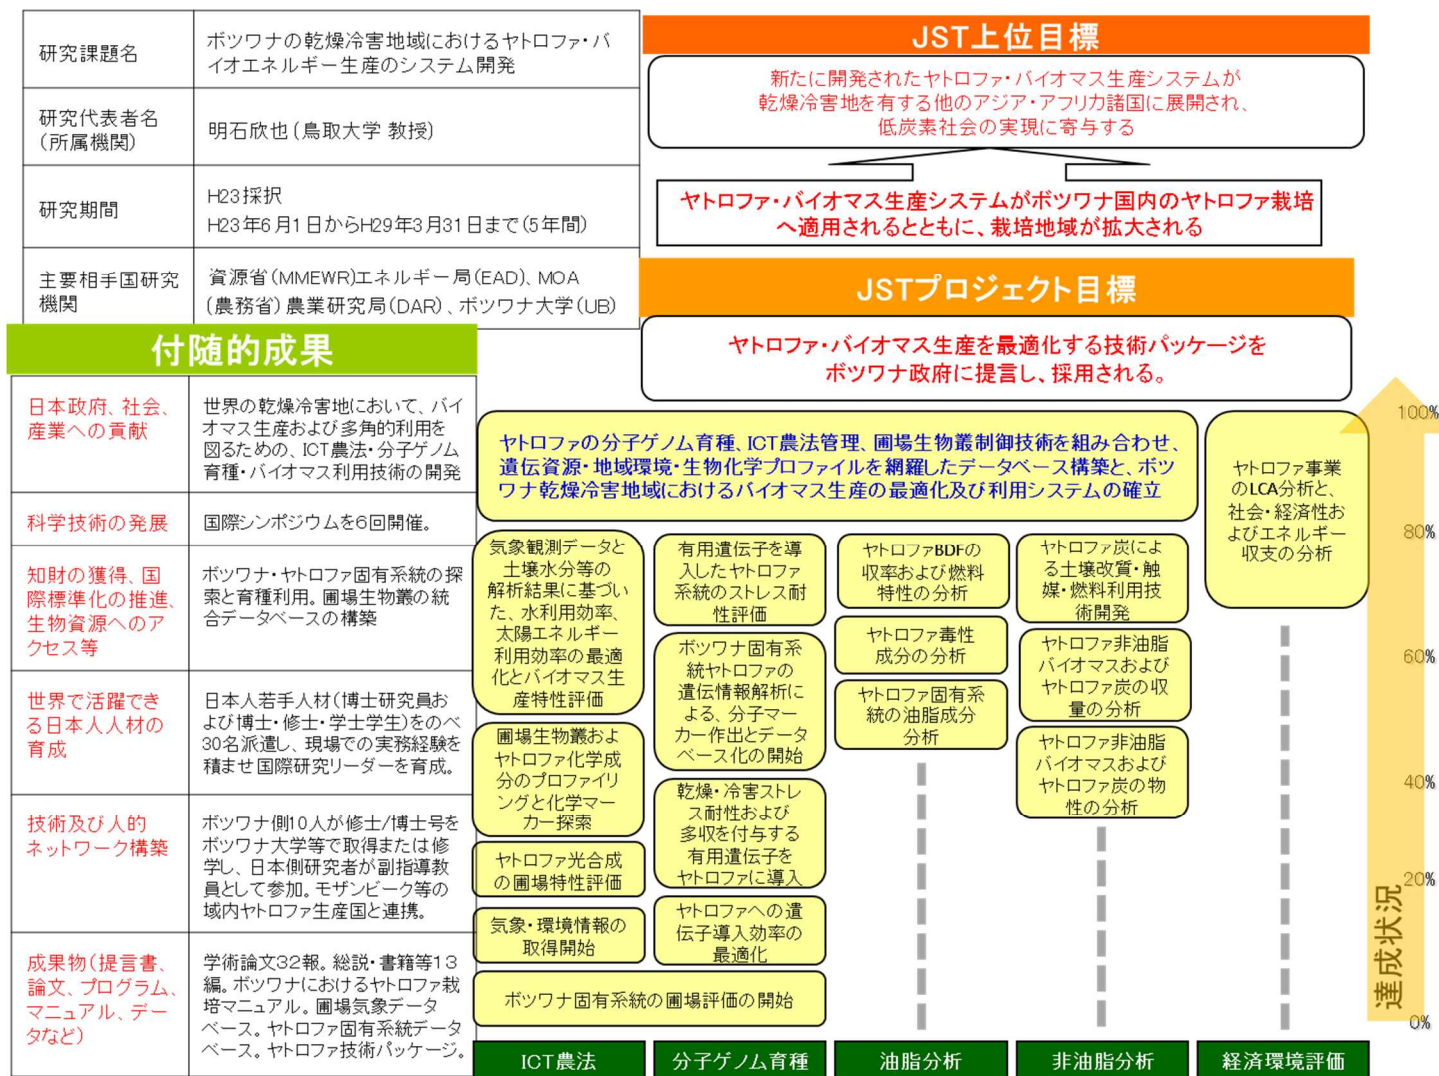 研究課題名
ボツワナの乾燥冷害地域におけるヤトロファ・バ
イオエネルギー生産のシステム開発
研究代表者名
(所属機関)
明石欣也(鳥取大学 教授)
研究期間
H23採択
H23年6月1日からH29年3月31日まで(5年間)
主要相手国研究
機関
資源省(MMEWR)エネルギー局(EAD)、MOA
(農務省)農業研究局(DAR)、ボツワナ大学(UB)
JST上位目標
新たに開発されたヤトロファ・バイオマス生産システムが
乾燥冷害地を有する他のアジア・アフリカ諸国に展開され、
低炭素社会の実現に寄与する
ヤトロファ・バイオマス生産システムがボツワナ国内のヤトロファ栽培
へ適用されるとともに、栽培地域が拡大される
JSTプロジェクト目標
ヤトロファ・バイオマス生産を最適化する技術パッケージを
ボツワナ政府に提言し、採用される。
付随的成果
日本政府、社会、
産業への貢献
世界の乾燥冷害地において、バイ
オマス生産および多角的利用を
図るための、ICT農法・分子ゲノム
育種・バイオマス利用技術の開発
科学技術の発展
国際シンポジウムを6回開催。
知財の獲得、国
際標準化の推進、
生物資源へのア
クセス等
ボツワナ・ヤトロファ固有系統の探
索と育種利用。圃場生物叢の統
合データベースの構築
世界で活躍でき
る日本人人材の
育成
日本人若手人材(博士研究員お
よび博士・修士・学士学生)をのべ
30名派遣し、現場での実務経験を
積ませ国際研究リーダーを育成。
技術及び人的
ネットワーク構築
ボツワナ側10人が修士/博士号を
ボツワナ大学等で取得または修
学し、日本側研究者が副指導教
員として参加。モザンビーク等の
域内ヤトロファ生産国と連携。
成果物(提言書、
論文、プログラム、
マニュアル、デー
タなど)
学術論文32報。総説・書籍等13
編。ボツワナにおけるヤトロファ栽
培マニュアル。圃場気象データ
ベース。ヤトロファ固有系統データ
ベース。ヤトロファ技術パッケージ。
ヤトロファの分子ゲノム育種、ICT農法管理、圃場生物叢制御技術を組み合わせ、
遺伝資源・地域環境・生物化学プロファイルを網羅したデータベース構築と、ボツ
ワナ乾燥冷害地域におけるバイオマス生産の最適化及び利用システムの確立
気象観測データと
土壌水分等の
解析結果に基づい
た、水利用効率、
太陽エネルギー
利用効率の最適
化とバイオマス生
産特性評価
圃場生物叢およ
ヤトロファ化学成
分のプロファイリ
ングと化学マー
カー探索
ヤトロファ光合成
の圃場特性評価
気象・環境情報の
取得開始
有用遺伝子を導
入したヤトロファ
系統のストレス耐
性評価
ボツワナ固有系
統ヤトロファの
遺伝情報解析に
よる、分子マー
カー作出とデータ
ベース化の開始
乾燥・冷害ストレ
ス耐性および
多収を付与する
有用遺伝子を
ヤトロファに導入
ヤトロファへの遺
伝子導入効率の
最適化
ボツワナ固有系統の圃場評価の開始
ヤトロファBDFの
収率および燃料
特性の分析
ヤトロファ毒性
成分の分析
ヤトロファ固有系
統の油脂成分
分析
ヤトロファ炭によ
る土壌改質・触
媒・燃料利用技
術開発
ヤトロファ非油脂
バイオマスおよび
ヤトロファ炭の収
量の分析
ヤトロファ非油脂
バイオマスおよび
ヤトロファ炭の物
性の分析
ヤトロファ事業
のLCA分析と、
社会・経済性お
よびエネルギー
収支の分析
100%
80%
60%
40%
20%
0%
達成状況
ICT農法
分子ゲノム育種
油脂分析
非油脂分析
経済環境評価